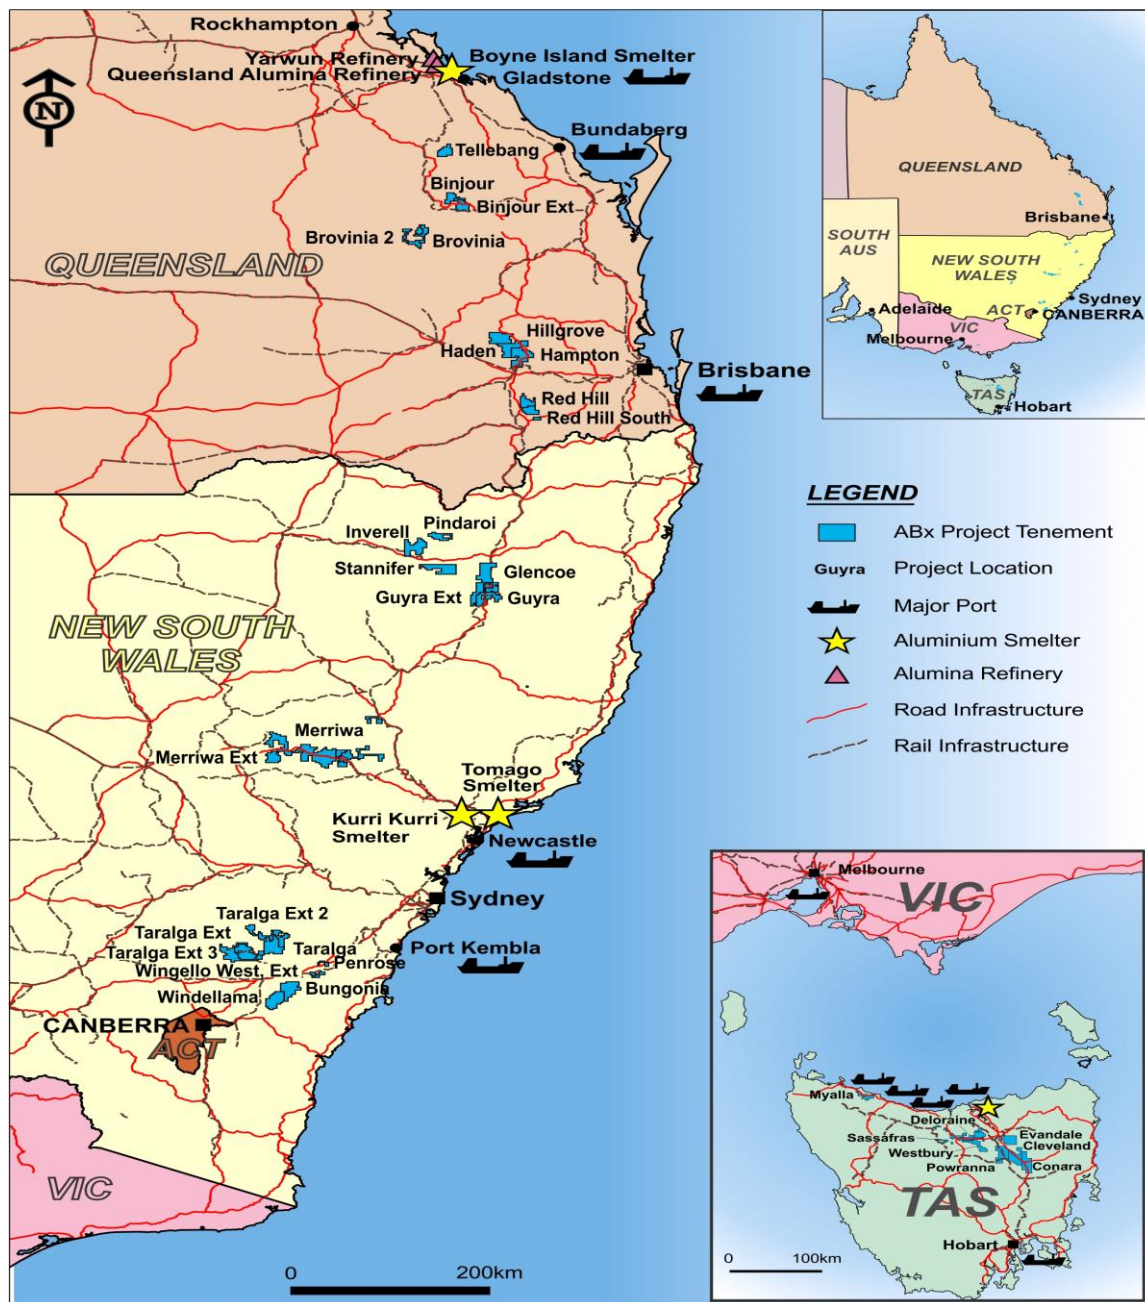 Rockhampton
Yarwun Refinery
Queensland Alumina Refinery
Boyne Island Smelter
Gladstone
N
Bundaberg
Tellebang
Binjour
Binjour Ext
Brovinia 2
Brovinia
QUEENSLAND
Hillgrove
Haden
Hampton
Brisbane
Red Hill
Red Hill South
Pindaroi
Inverell
Stannifer
Glencoe
Guyra Ext
Guyra
NEW SOUTH
WALES
Merriwa
Merriwa Ext
Tomago
Smelter
Kurri Kurri
Smelter
Newcastle
Sydney
Taralga Ext 2
Taralga Ext
Taralga Ext 3
Taralga
Port Kembla
Wingello West, Ext
Penrose
Windellama
Bungonia
CANBERRA
ACT
VIC
0
200km
QUEENSLAND
Brisbane
SOUTH
AUS
NEW SOUTH
WALES
Sydney
ACT
CANBERRA
Adelaide
VIC
Melbourne
TAS
Hobart
LEGEND
ABx Project Tenement
Guyra Project Location
Major Port
Aluminium Smelter
Alumina Refinery
Road Infrastructure
Rail Infrastructure
Melbourne
VIC
Myalla
Deloraine
Sassafras
Evandale
Westbury
Cleveland
Powranna
Conara
TAS
Hobart
0
100km